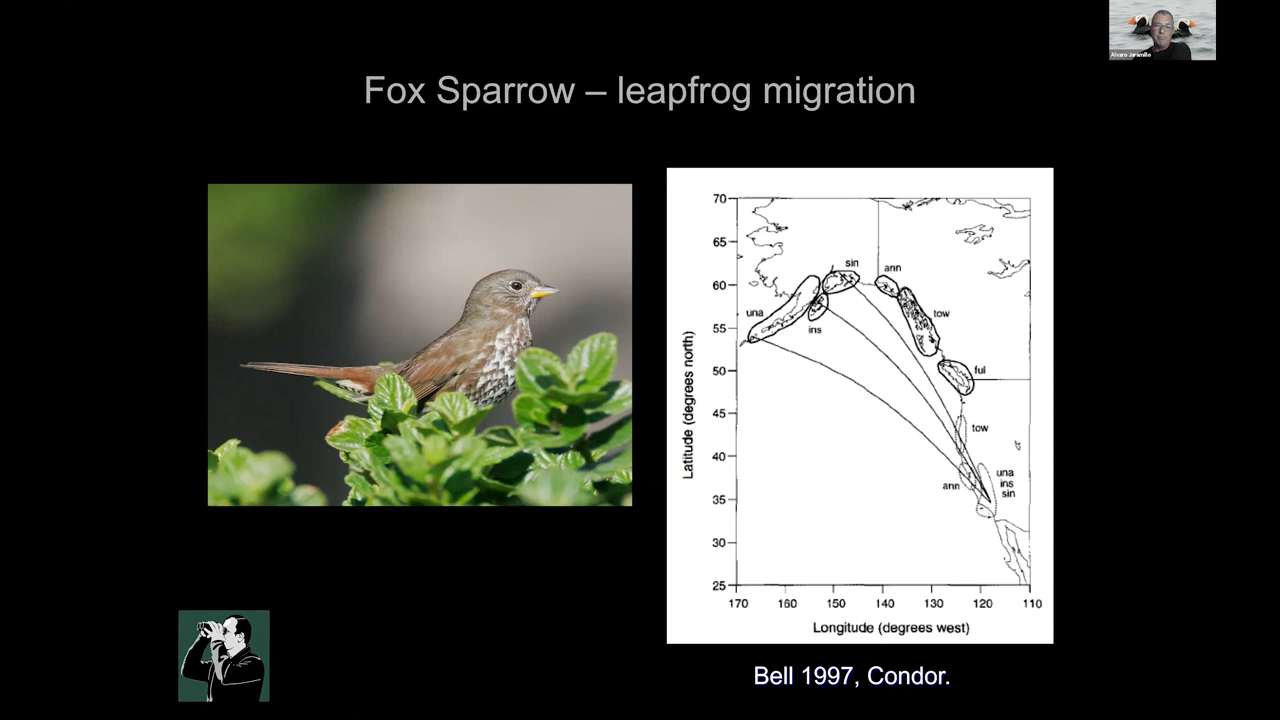 Alvaro Jaramillo
Fox Sparrow – leapfrog migration
70
65
60
55
50
45
40
35
30
25
Latitude (degrees north)
sin
ann
una
ins
tow
ful
tow
ann
una
ins
sin
170
160
150
140
130
120
110
Longitude (degrees west)
Bell 1997, Condor.